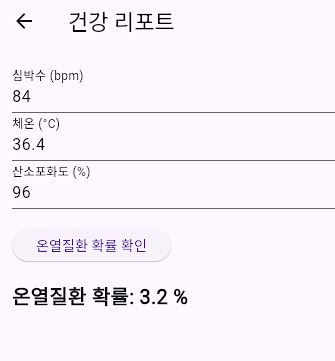 건강 리포트
심박수 (bpm)
84
체온 (°C)
36.4
산소포화도 (%)
96
온열질환 확률 확인
온열질환 확률: 3.2 %